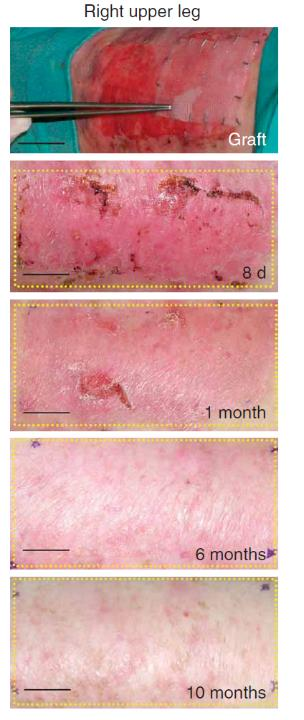 Right upper leg
Graft
8 d
1 month
6 months
10 months